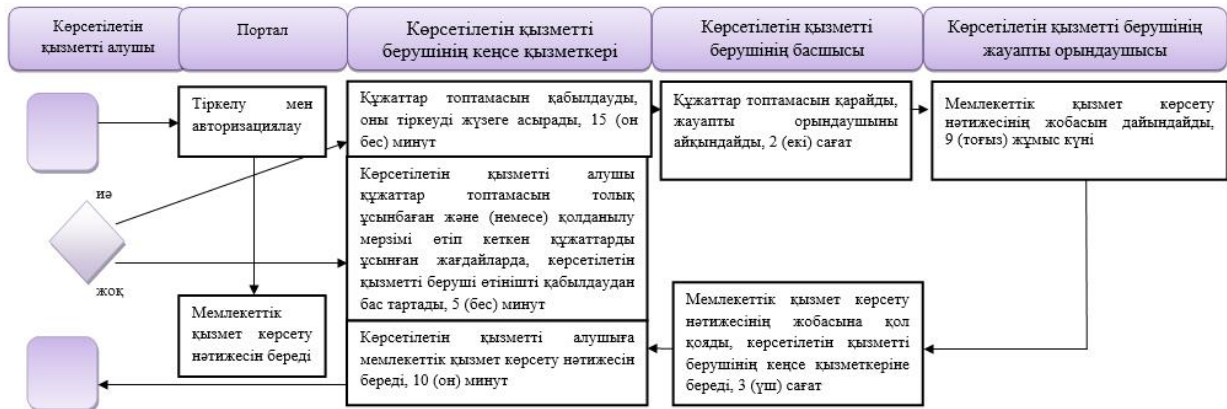 Көрсетілетін
қызметті алушы
Портал
Көрсетілетін қызметті
берушінің кеңсе қызметкері
Көрсетілетін қызметті
берушінің басшысы
Көрсетілетін қызметті берушінің
жауапты орындаушысы
Тіркелу мен
авторизациялау
Құжаттар топтамасын қабылдауды,
оны тіркеуді жүзеге асырады, 15 (он
бес) минут
Құжаттар топтамасын қарайды,
жауапты орындаушыны
айқындайды, 2 (екі) сағат
Мемлекеттік қызмет көрсету
нәтижесінің жобасын дайындайды,
9 (тоғыз) жұмыс күні
иә
жоқ
Көрсетілетін қызметті алушы
құжаттар топтамасын толық
ұсынбаған және (немесе) қолданылу
мерзімі өтіп кеткен құжаттарды
ұсынған жағдайларда, көрсетілетін
қызметті беруші өтінішті қабылдаудан
бас тартады, 5 (бес) минут
Мемлекеттік
қызмет көрсету
нәтижесін береді
Көрсетілетін қызметті алушыға
мемлекеттік қызмет көрсету нәтижесін
береді, 10 (он) минут
Мемлекеттік қызмет көрсету
нәтижесінің жобасына қол
қояды, көрсетілетін қызметті
берушінің кеңсе қызметкеріне
береді, 3 (үш) сағат